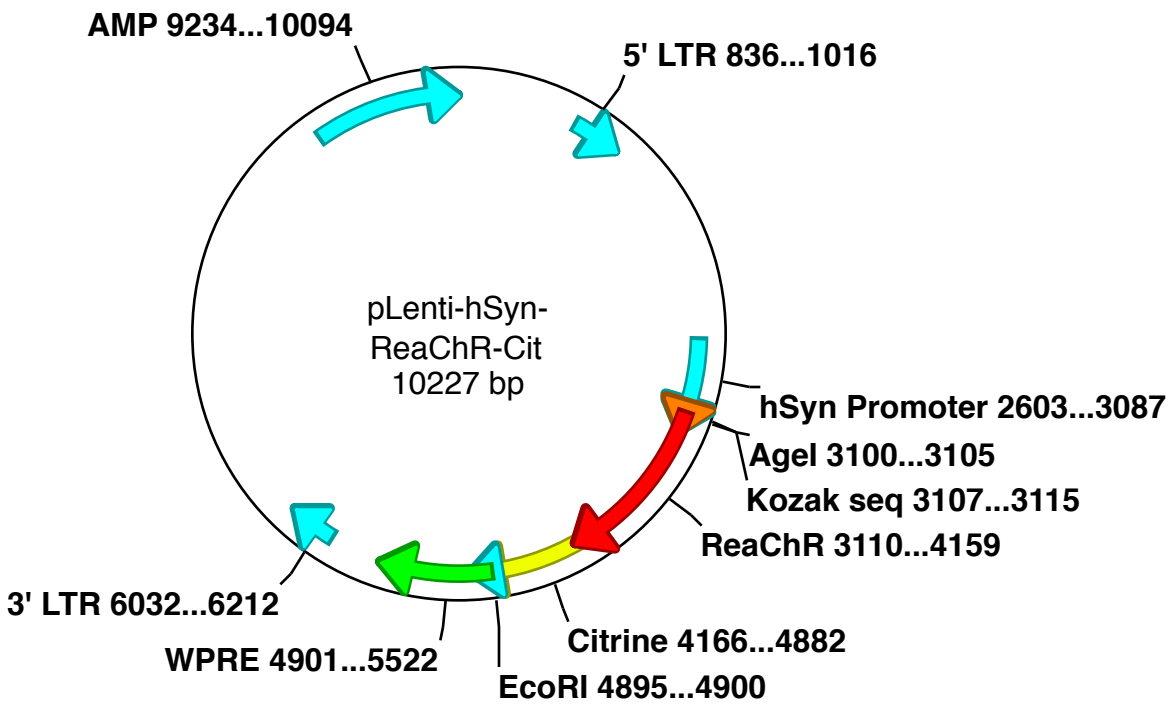 AMP 9234...10094
5' LTR 836...1016
pLenti-hSyn-
ReaChR-Cit
10227 bp
hSyn Promoter 2603...3087
AgeI 3100...3105
Kozak seq 3107...3115
ReaChR 3110...4159
3' LTR 6032...6212
Citrine 4166...4882
WPRE 4901...5522
EcoRI 4895...4900